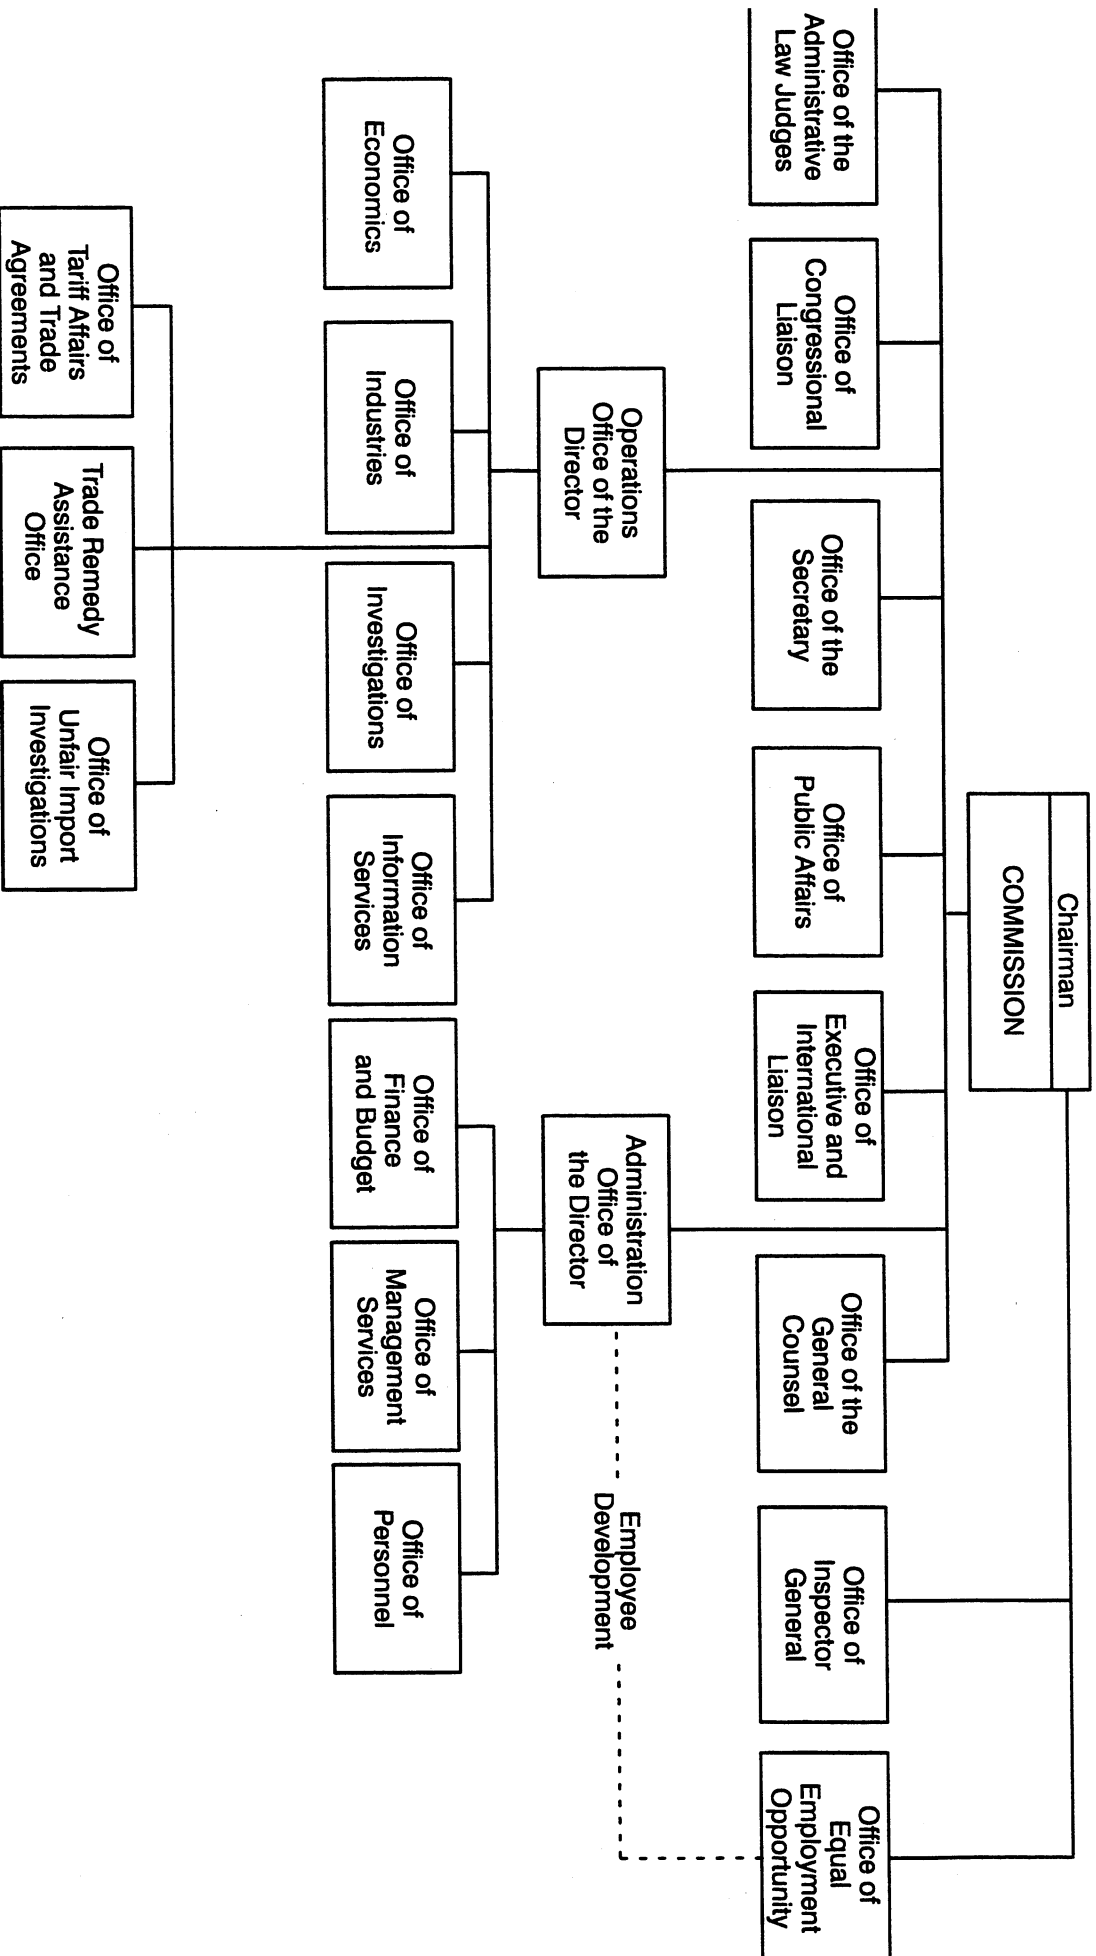 Chairman
COMMISSION
Office of the
Administrative
Law Judges
Office of
Congressional
Liaison
Office of the
Secretary
Office of
Public Affairs
Office of
Executive and
International
Liaison
Office of the
General
Counsel
Office of
Inspector
General
Office of
Equal
Employment
Opportunity
Operations
Office of the
Director
Administration
Office of
the Director
Employee
Development
Office of
Economics
Office of
Industries
Office of
Investigations
Office of
Information
Services
Office of
Finance
and Budget
Office of
Management
Services
Office of
Personnel
Office of
Tariff Affairs
and Trade
Agreements
Trade Remedy
Assistance
Office
Office of
Unfair Import
Investigations